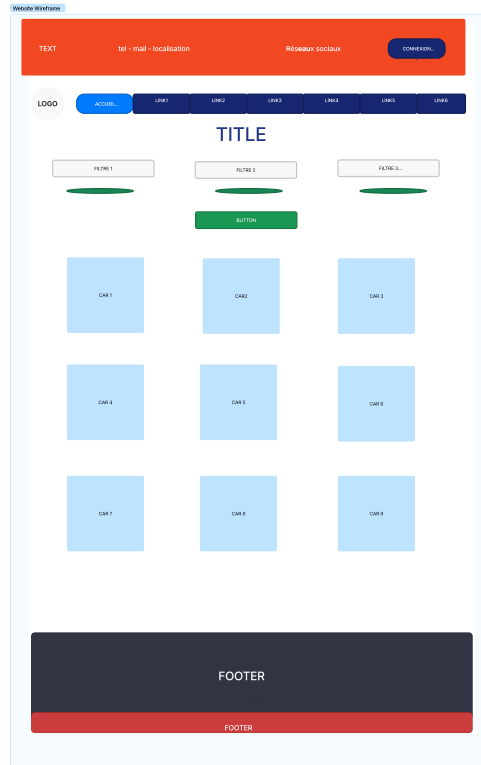 Website Wireframe
TEXT
tel - mail - localisation
Réseaux sociaux
CONNEXION...
LOGO
ACCUEIL...
LINK1
LINK2
LINK3
LINK4
LINK5
LINK6
TITLE
FILTRE 1
FILTRE 2
FILTRE 3...
BUTTON
CAR 1
CAR2
CAR 3
CAR 4
CAR 5
CAR 6
CAR 7
CAR 8
CAR 9
FOOTER
FOOTER